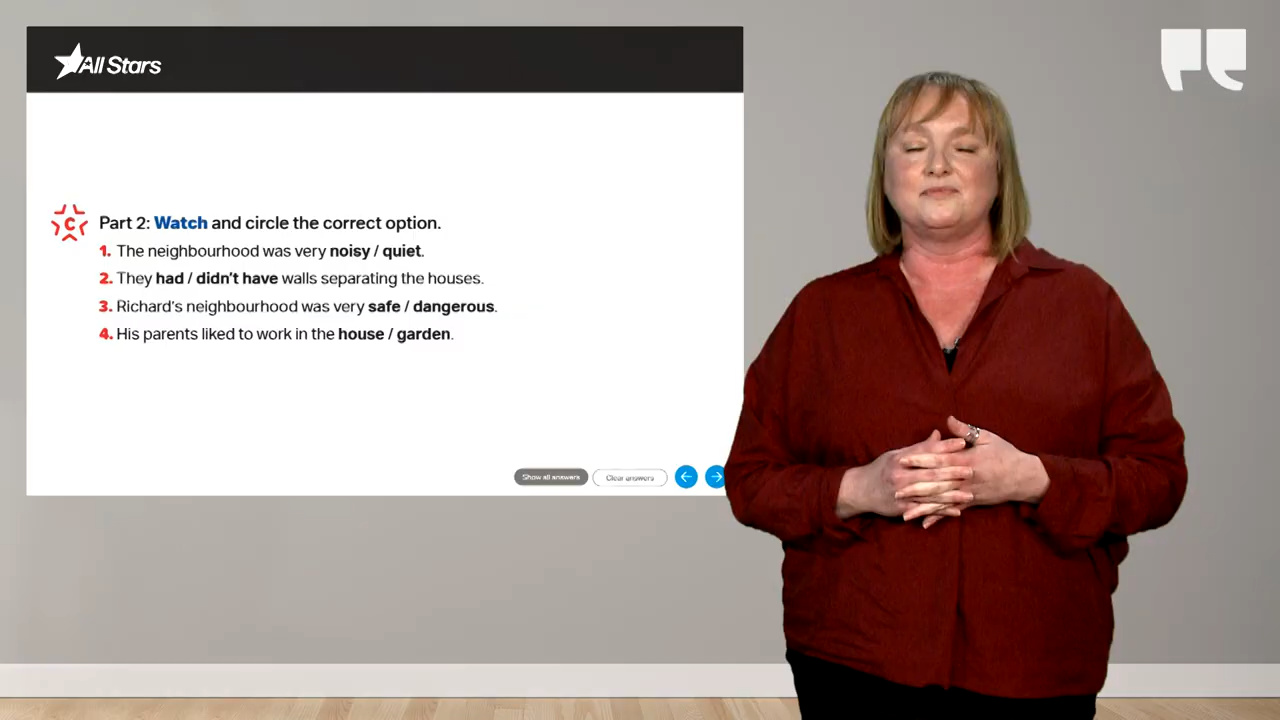 All Stars
C Part 2: Watch and circle the correct option.
1. The neighbourhood was very noisy / quiet.
2. They had / didn't have walls separating the houses.
3. Richard's neighbourhood was very safe / dangerous.
4. His parents liked to work in the house / garden.
Show all answers Clear answers